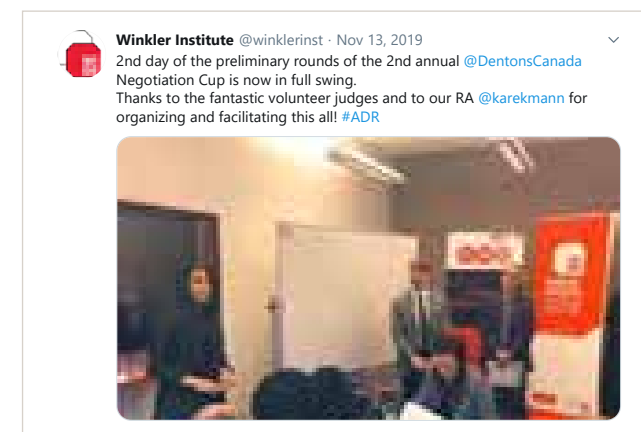 Winkler Institute @winklerinst · Nov 13, 2019
2nd day of the preliminary rounds of the 2nd annual @DentonsCanada
Negotiation Cup is now in full swing.
Thanks to the fantastic volunteer judges and to our RA @karekmann for
organizing and facilitating this all! #ADR